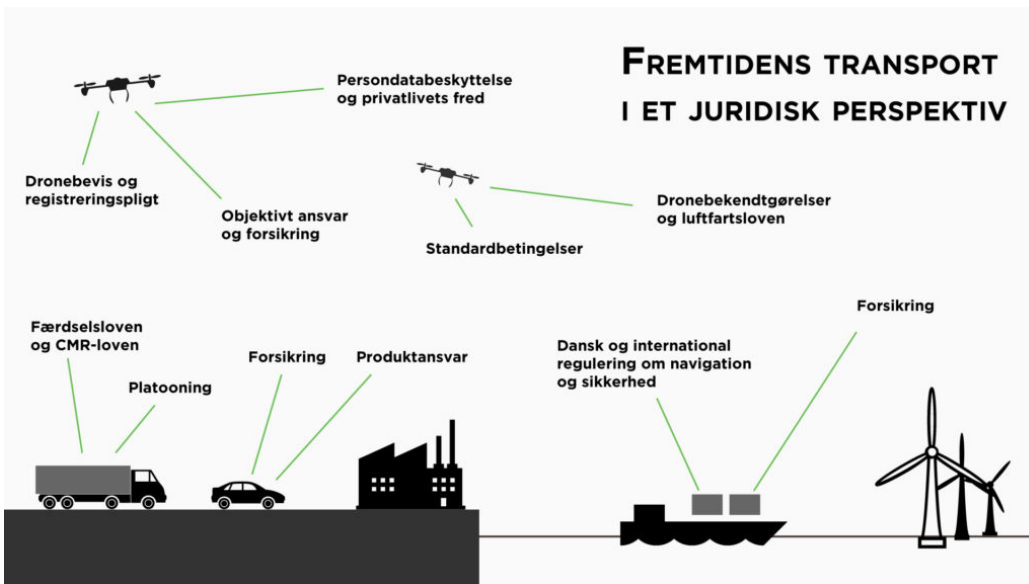 FREMTIDENS TRANSPORT
I ET JURIDISK PERSPEKTIV
Persondatabeskyttelse
og privatlivets fred
Dronebevis og
registreringspligt
Objektivt ansvar
og forsikring
Dronebekendtgørelser
og luftfartsloven
Standardbetingelser
Færdselsloven
og CMR-loven
Platooning
Forsikring
Produktansvar
Dansk og international
regulering om navigation
og sikkerhed
Forsikring